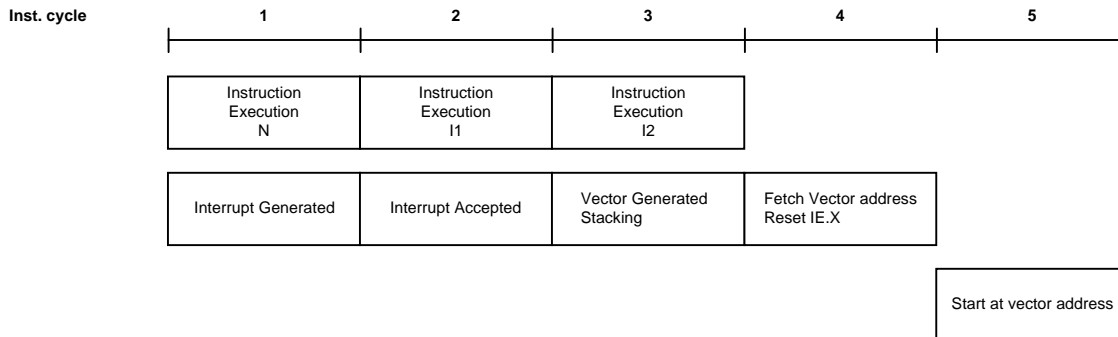 Inst. cycle 1 2 3 4 5
Instruction
Execution
N
Instruction
Execution
I1
Instruction
Execution
I2
Interrupt Generated
Interrupt Accepted
Vector Generated
Stacking
Fetch Vector address
Reset IE.X
Start at vector address